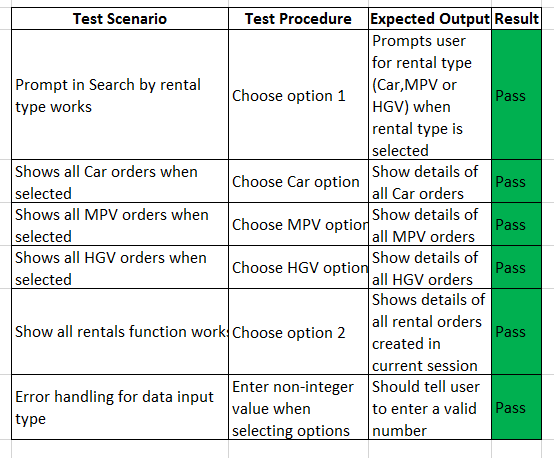 Test Scenario Test Procedure Expected Output Result
Prompt in Search by rental
type works
Choose option 1
Prompts user
for rental type
(Car,MPV or
HGV) when
rental type is
selected
Pass
Shows all Car orders when
selected
Choose Car option
Show details of
all Car orders
Pass
Shows all MPV orders when
selected
Choose MPV option
Show details of
all MPV orders
Pass
Shows all HGV orders when
selected
Choose HGV option
Show details of
all HGV orders
Pass
Show all rentals function works
Choose option 2
Shows details of
all rental orders
created in
current session
Pass
Error handling for data input
type
Enter non-integer
value when
selecting options
Should tell user
to enter a valid
number
Pass